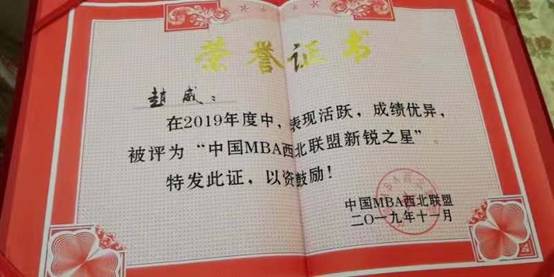 荣誉证书
赵威：
在2019年度中，表现活跃，成绩优异，
被评为“中国MBA西北联盟新锐之星”
特发此证，以资鼓励！
中国MBA西北联盟
二〇一九年十一月